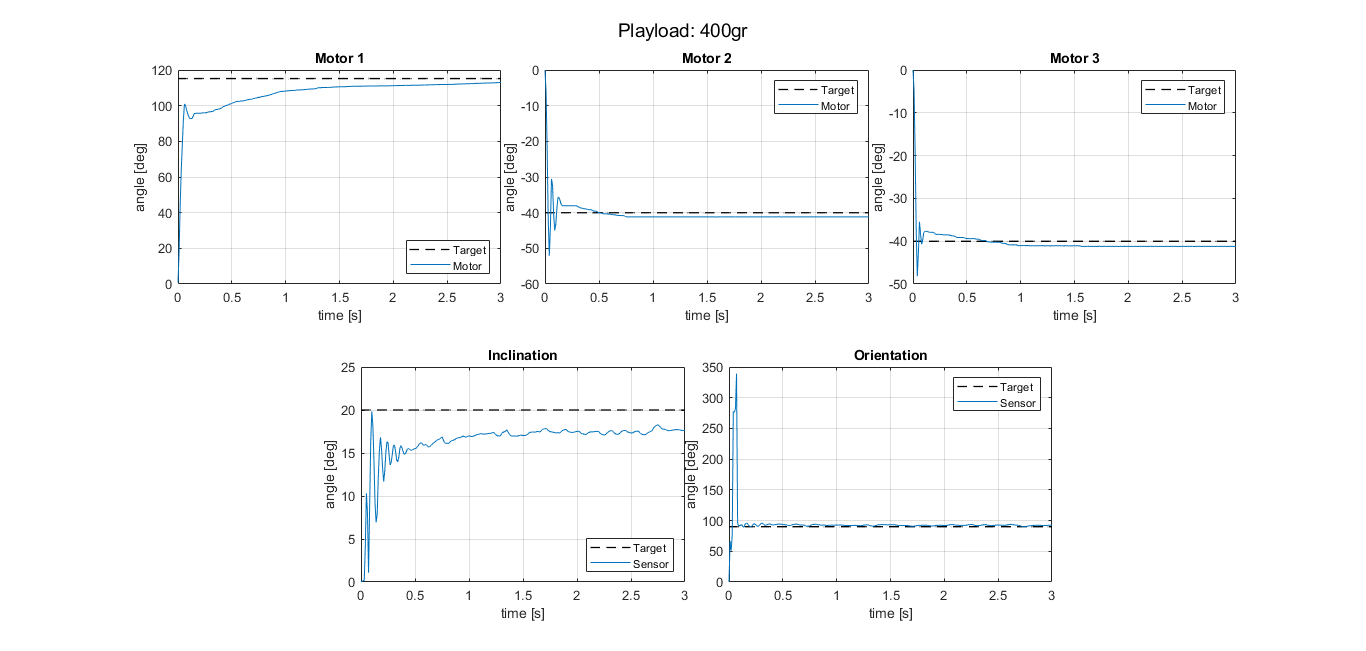 Playload: 400gr
Motor 1
120
100
80
60
40
20
0
angle [deg]
Target
Motor
0 0.5 1 1.5 2 2.5 3
time [s]
Motor 2
0
-10
-20
-30
-40
-50
-60
angle [deg]
Target
Motor
0 0.5 1 1.5 2 2.5 3
time [s]
Motor 3
0
-10
-20
-30
-40
-50
angle [deg]
Target
Motor
0 0.5 1 1.5 2 2.5 3
time [s]
Inclination
25
20
15
10
5
0
angle [deg]
Target
Sensor
0 0.5 1 1.5 2 2.5 3
time [s]
Orientation
350
300
250
200
150
100
50
0
angle [deg]
Target
Sensor
0 0.5 1 1.5 2 2.5 3
time [s]